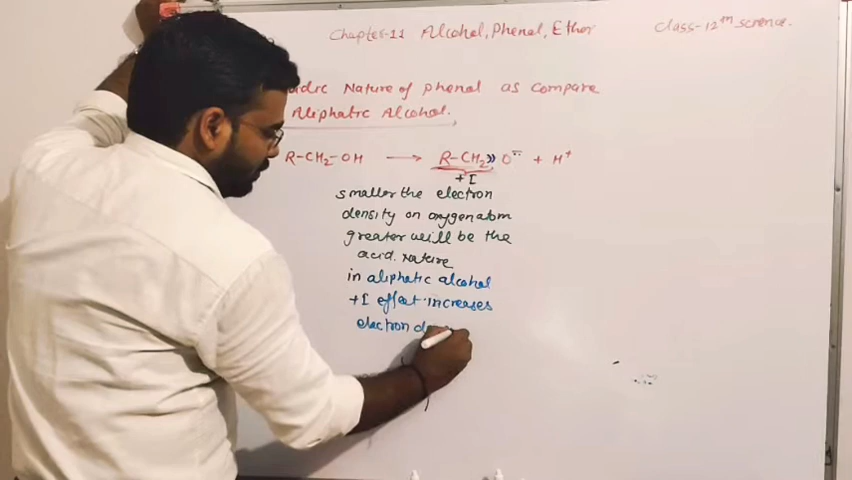 Chapter-11 Alcohol, Phenol, Ether
Class-12th science.
Nature of phenol as compare
Aliphatic Alcohol.
R-CH2-OH → R-CH2»O⁻ + H⁺
+I
smaller the electron
density on oxygen atom
greater will be the
acid. Nature
in aliphatic alcohol
+I effect increases
electron d